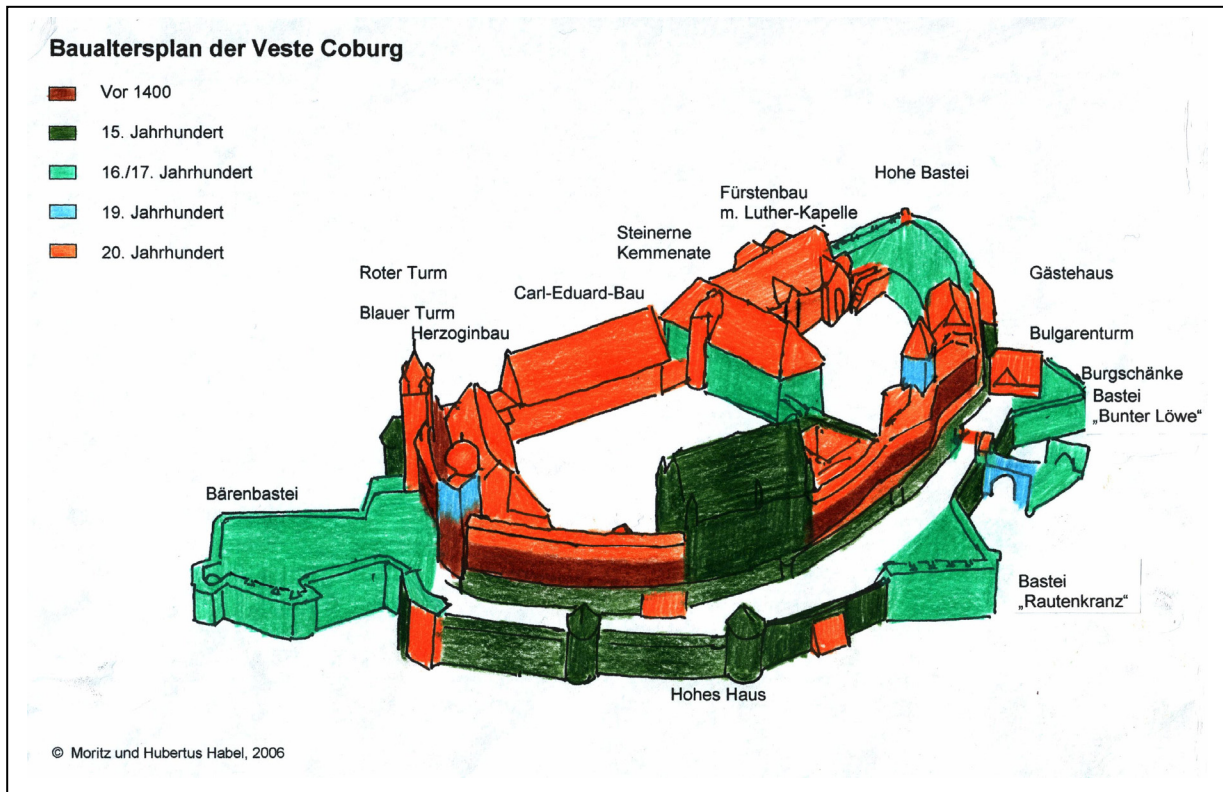 Baualtersplan der Veste Coburg
Vor 1400
15. Jahrhundert
16./17. Jahrhundert
19. Jahrhundert
20. Jahrhundert
Hohe Bastei
Fürstenbau
m. Luther-Kapelle
Steinerne
Kemmenate
Roter Turm
Carl-Eduard-Bau
Gästehaus
Blauer Turm
Herzoginbau
Bulgarenturm
Burgschänke
Bastei
„Bunter Löwe“
Bärenbastei
Bastei
„Rautenkranz“
Hohes Haus
© Moritz und Hubertus Habel, 2006